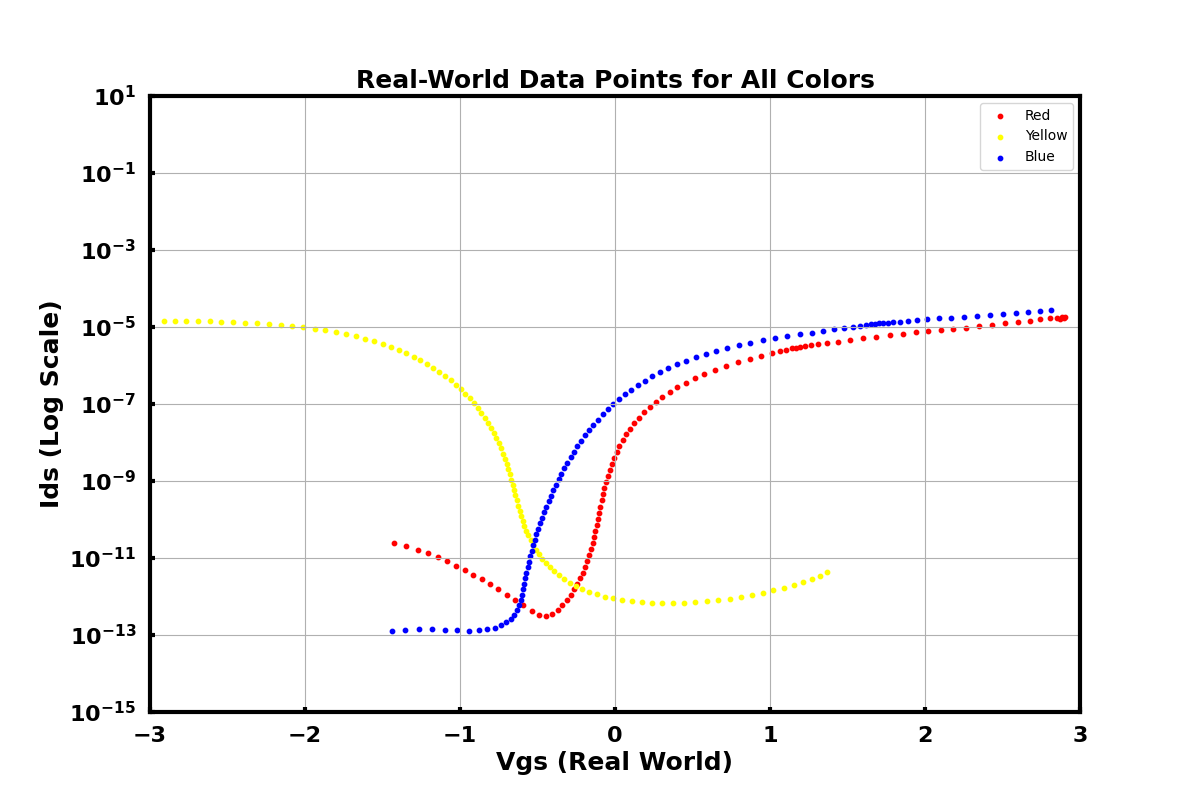 Real-World Data Points for All Colors
10¹
10⁻¹
10⁻³
10⁻⁵
10⁻⁷
10⁻⁹
10⁻¹¹
10⁻¹³
10⁻¹⁵
Ids (Log Scale)
Red
Yellow
Blue
−3 −2 −1 0 1 2 3
Vgs (Real World)